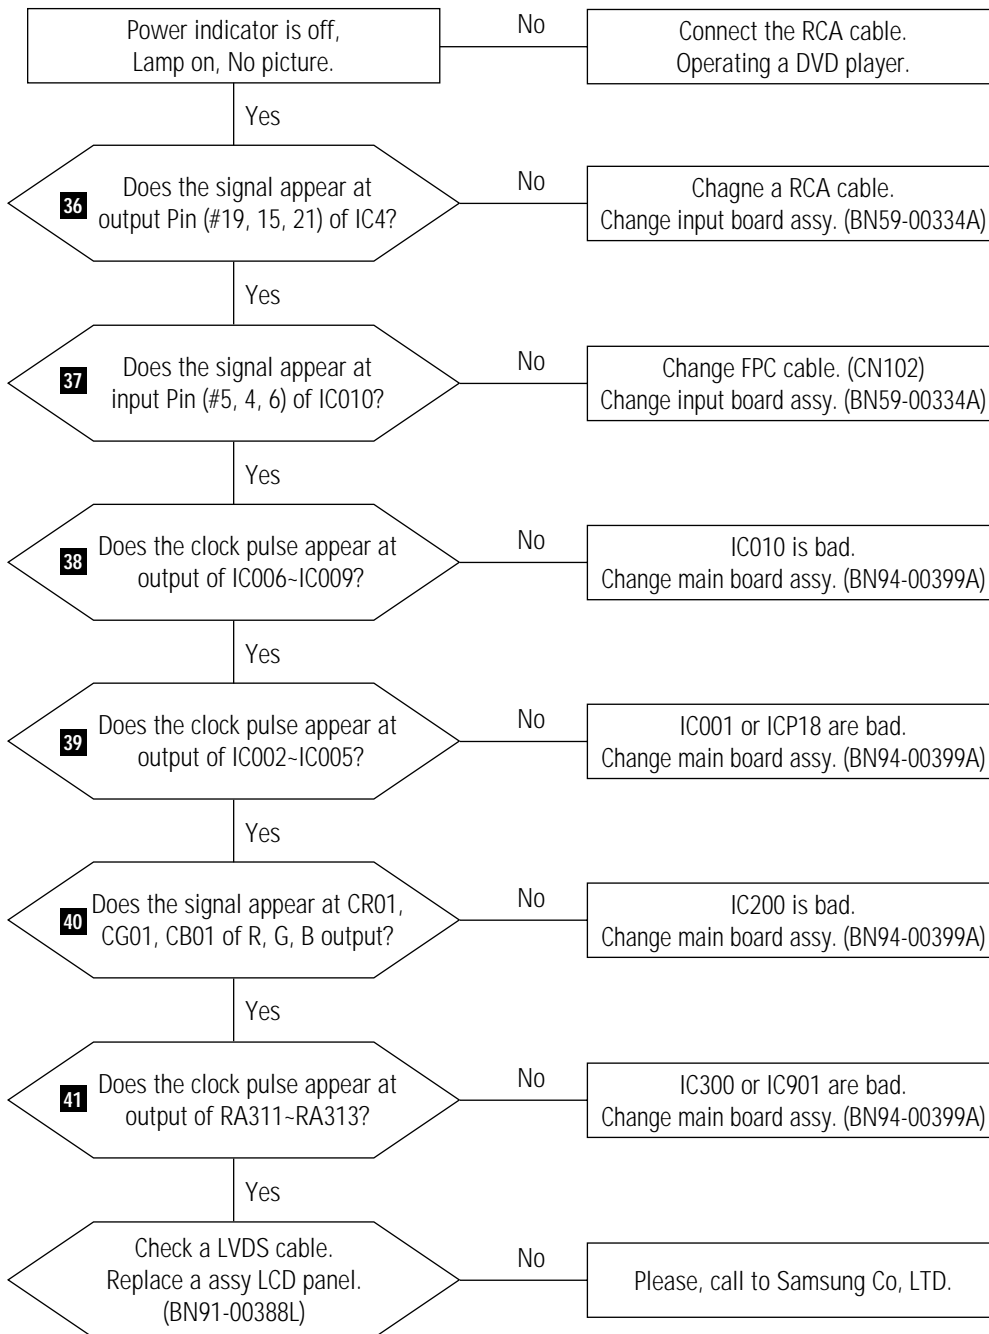 Power indicator is off,
Lamp on, No picture.
No
Connect the RCA cable.
Operating a DVD player.
Yes
36
Does the signal appear at
output Pin (#19, 15, 21) of IC4?
No
Chagne a RCA cable.
Change input board assy. (BN59-00334A)
Yes
37
Does the signal appear at
input Pin (#5, 4, 6) of IC010?
No
Change FPC cable. (CN102)
Change input board assy. (BN59-00334A)
Yes
38
Does the clock pulse appear at
output of IC006~IC009?
No
IC010 is bad.
Change main board assy. (BN94-00399A)
Yes
39
Does the clock pulse appear at
output of IC002~IC005?
No
IC001 or ICP18 are bad.
Change main board assy. (BN94-00399A)
Yes
40
Does the signal appear at CR01,
CG01, CB01 of R, G, B output?
No
IC200 is bad.
Change main board assy. (BN94-00399A)
Yes
41
Does the clock pulse appear at
output of RA311~RA313?
No
IC300 or IC901 are bad.
Change main board assy. (BN94-00399A)
Yes
Check a LVDS cable.
Replace a assy LCD panel.
(BN91-00388L)
No
Please, call to Samsung Co, LTD.